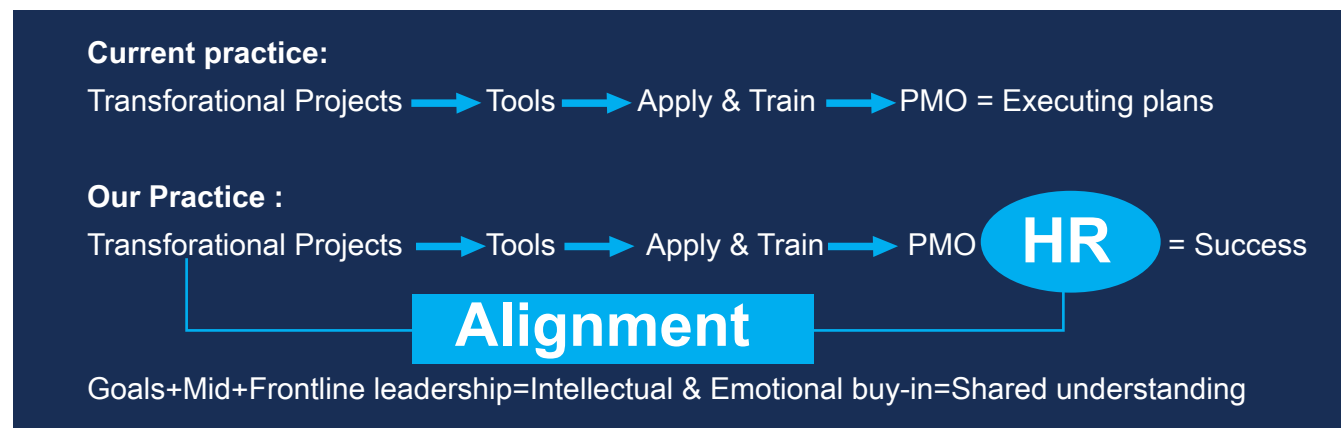 Current practice:
Transforational Projects Tools Apply & Train PMO = Executing plans
Our Practice :
Transforational Projects Tools Apply & Train PMO HR = Success
Alignment
Goals+Mid+Frontline leadership=Intellectual & Emotional buy-in=Shared understanding